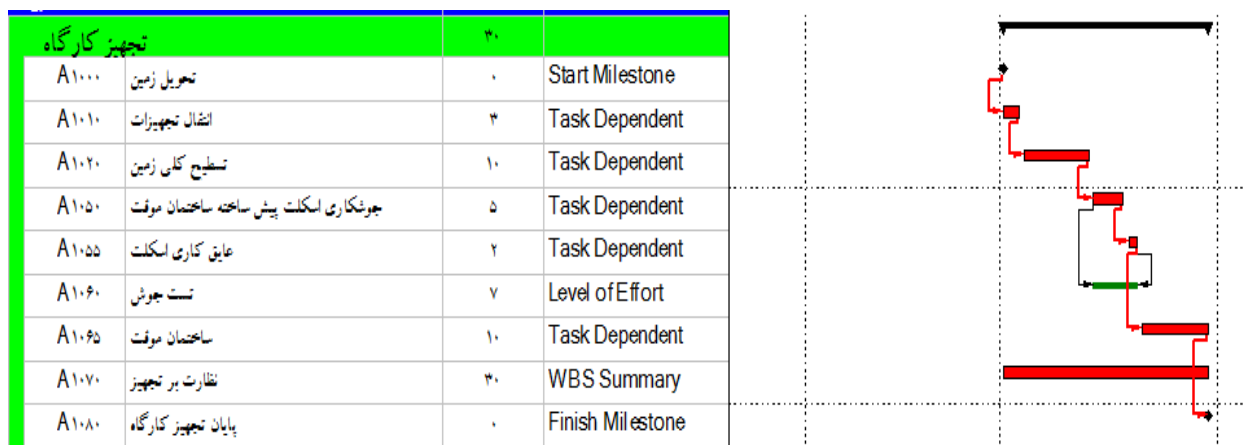 تجهیز کارگاه ۳۰
A۱۰۰۰ تحویل زمین ۰ Start Milestone
A۱۰۱۰ انتقال تجهیزات ۳ Task Dependent
A۱۰۲۰ تسطیح کلی زمین ۱۰ Task Dependent
A۱۰۵۰ جوشکاری اسکلت پیش ساخته ساختمان موقت ۵ Task Dependent
A۱۰۵۵ عایق کاری اسکلت ۲ Task Dependent
A۱۰۶۰ تست جوش ۷ Level of Effort
A۱۰۶۵ ساختمان موقت ۱۰ Task Dependent
A۱۰۷۰ نظارت بر تجهیز ۳۰ WBS Summary
A۱۰۸۰ پایان تجهیز کارگاه ۰ Finish Milestone